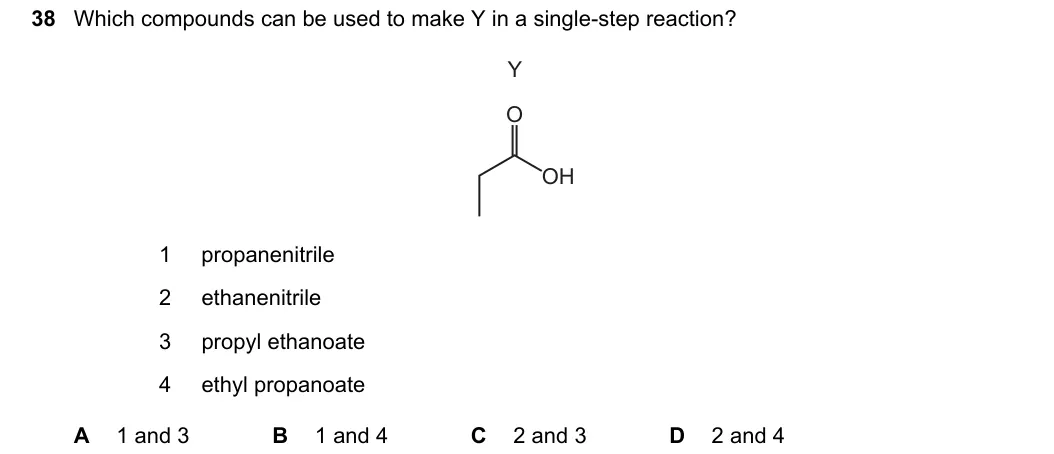 38 Which compounds can be used to make Y in a single-step reaction?
Y
O
OH
1 propanenitrile
2 ethanenitrile
3 propyl ethanoate
4 ethyl propanoate
A 1 and 3 B 1 and 4 C 2 and 3 D 2 and 4